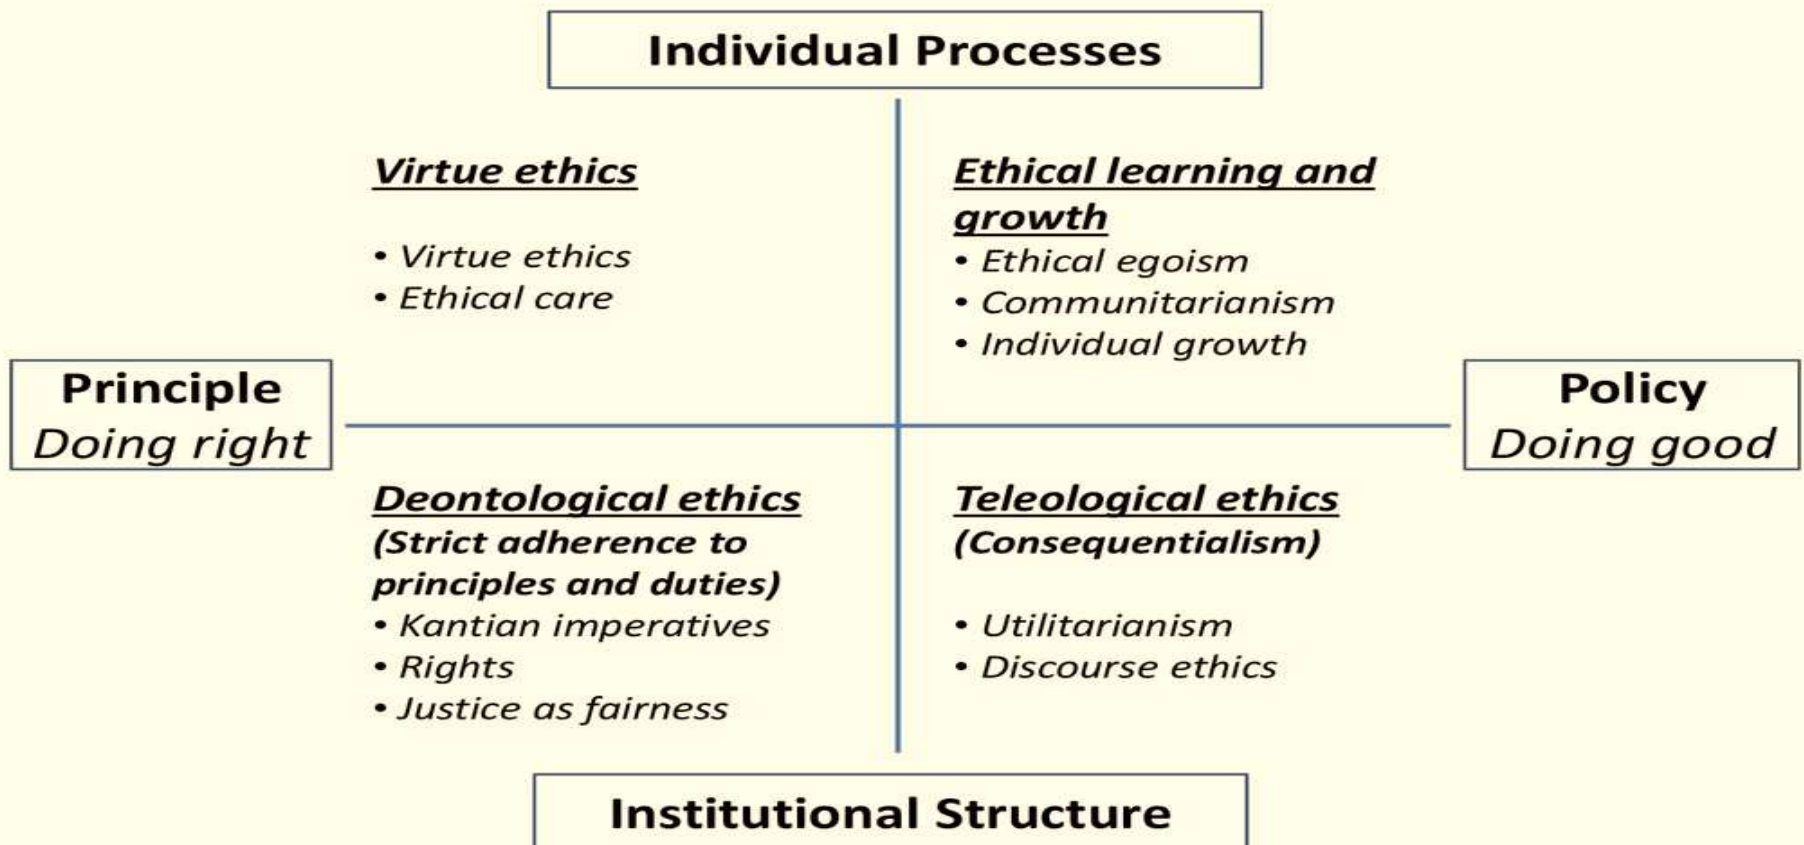 Individual Processes
Virtue ethics
• Virtue ethics
• Ethical care
Ethical learning and
growth
• Ethical egoism
• Communitarianism
• Individual growth
Principle
Doing right
Policy
Doing good
Deontological ethics
(Strict adherence to
principles and duties)
• Kantian imperatives
• Rights
• Justice as fairness
Teleological ethics
(Consequentialism)
• Utilitarianism
• Discourse ethics
Institutional Structure